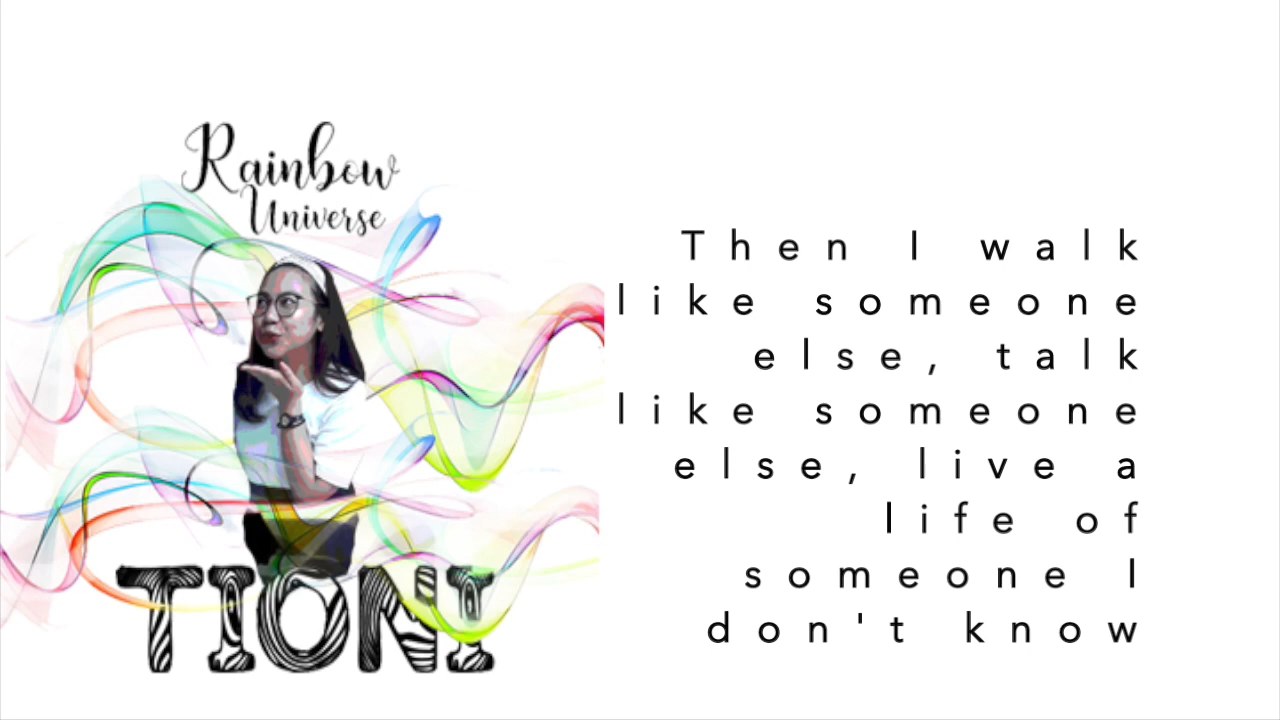 Rainbow
Universe
TIONI
Then I walk
like someone
else, talk
like someone
else, live a
life of
someone I
don't know